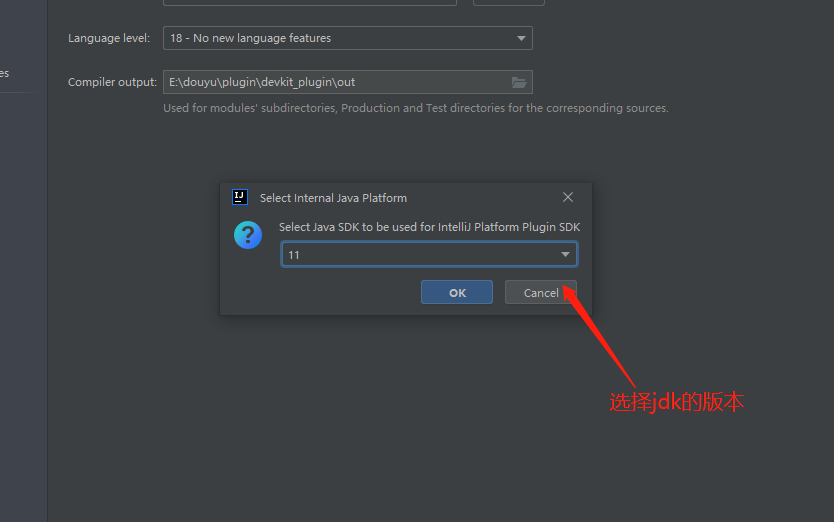 Language level:
18 - No new language features
es
Compiler output:
E:\douyu\plugin\devkit_plugin\out
Used for modules' subdirectories, Production and Test directories for the corresponding sources.
IJ
Select Internal Java Platform
?
Select Java SDK to be used for IntelliJ Platform Plugin SDK
11
OK
Cancel
选择jdk的版本